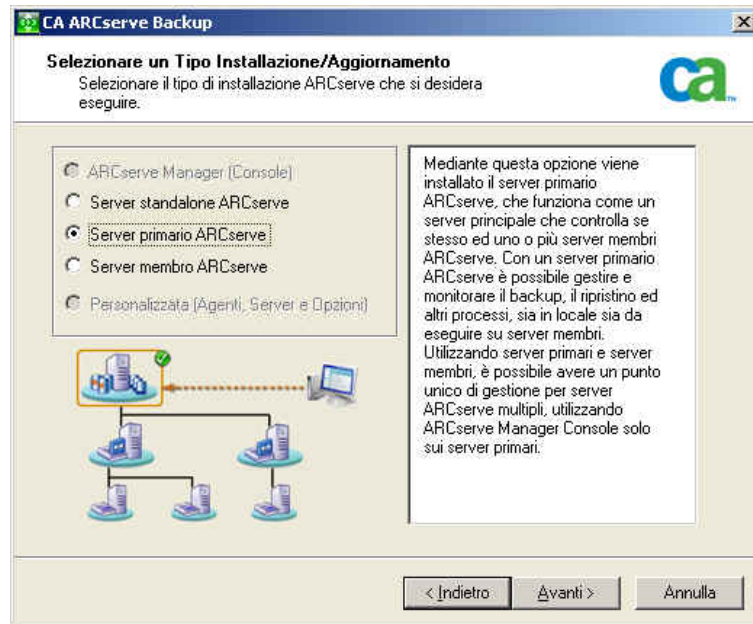 CA ARCserve Backup
Selezionare un Tipo Installazione/Aggiornamento
Selezionare il tipo di installazione ARCserve che si desidera
eseguire.
ca
ARCserve Manager (Console)
Server standalone ARCserve
Server primario ARCserve
Server membro ARCserve
Personalizzata (Agenti, Server e Opzioni)
Mediante questa opzione viene
installato il server primario
ARCserve, che funziona come un
server principale che controlla se
stesso ed uno o più server membri
ARCserve. Con un server primario
ARCserve è possibile gestire e
monitorare il backup, il ripristino ed
altri processi, sia in locale sia da
eseguire su server membri.
Utilizzando server primari e server
membri, è possibile avere un punto
unico di gestione per server
ARCserve multipli, utilizzando
ARCserve Manager Console solo
sui server primari.
< Indietro
Avanti >
Annulla